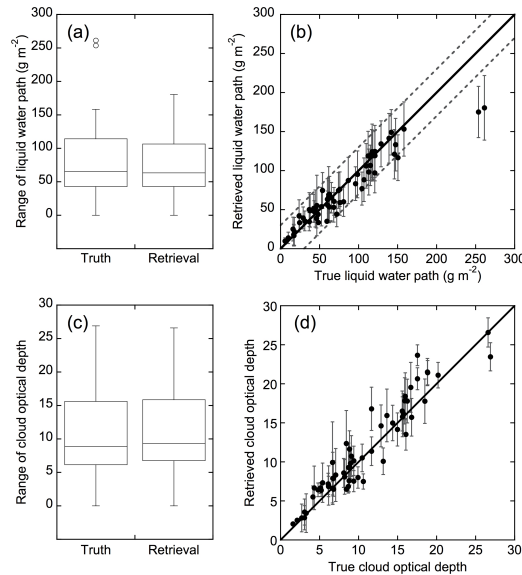 (a)
Range of liquid water path (g m⁻²)
300
250
200
150
100
50
0
Truth Retrieval
(b)
Retrieved liquid water path (g m⁻²)
300
250
200
150
100
50
0
0 50 100 150 200 250 300
True liquid water path (g m⁻²)
(c)
Range of cloud optical depth
30
25
20
15
10
5
0
Truth Retrieval
(d)
Retrieved cloud optical depth
30
25
20
15
10
5
0
0 5 10 15 20 25 30
True cloud optical depth